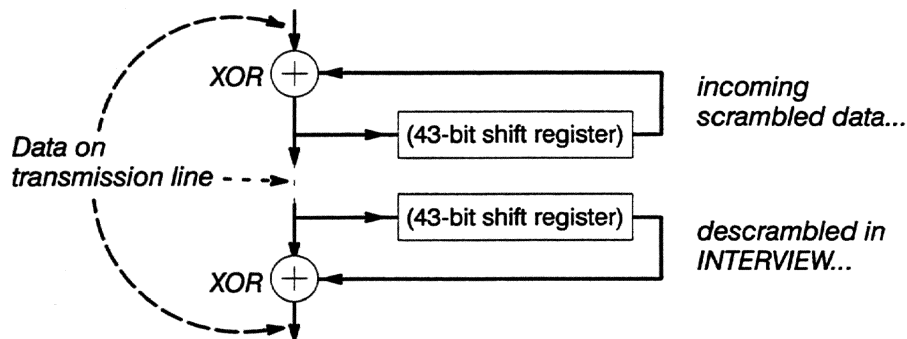 XOR
+
incoming
scrambled data...
(43-bit shift register)
Data on
transmission line
(43-bit shift register)
descrambled in
INTERVIEW...
XOR
+